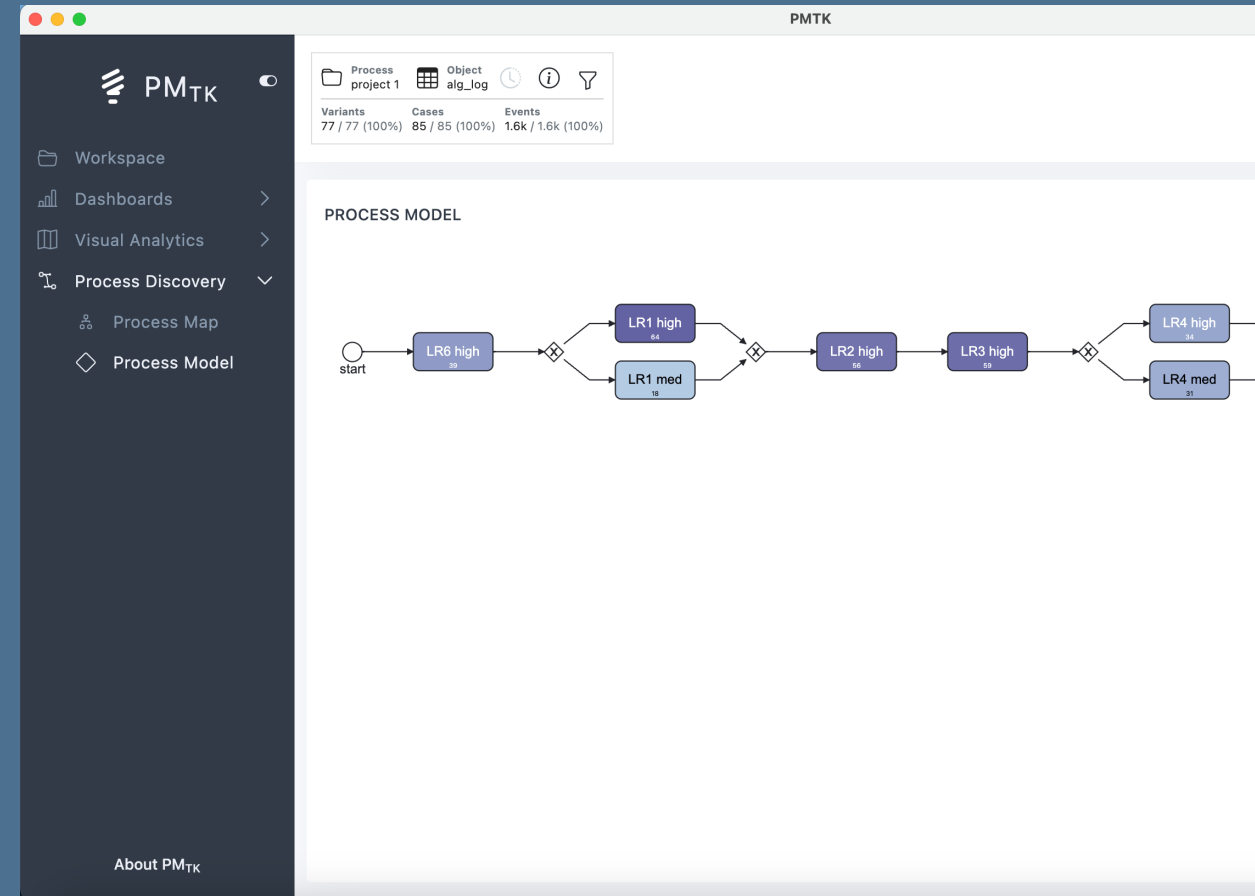 PMTK
PMTK
Workspace
Dashboards
Visual Analytics
Process Discovery
Process Map
Process Model
About PMTK
Process
project 1
Object
alg_log
Variants
77 / 77 (100%)
Cases
85 / 85 (100%)
Events
1.6k / 1.6k (100%)
PROCESS MODEL
start
LR6 high
39
X
LR1 high
64
LR1 med
18
X
LR2 high
56
LR3 high
59
X
LR4 high
34
LR4 med
31